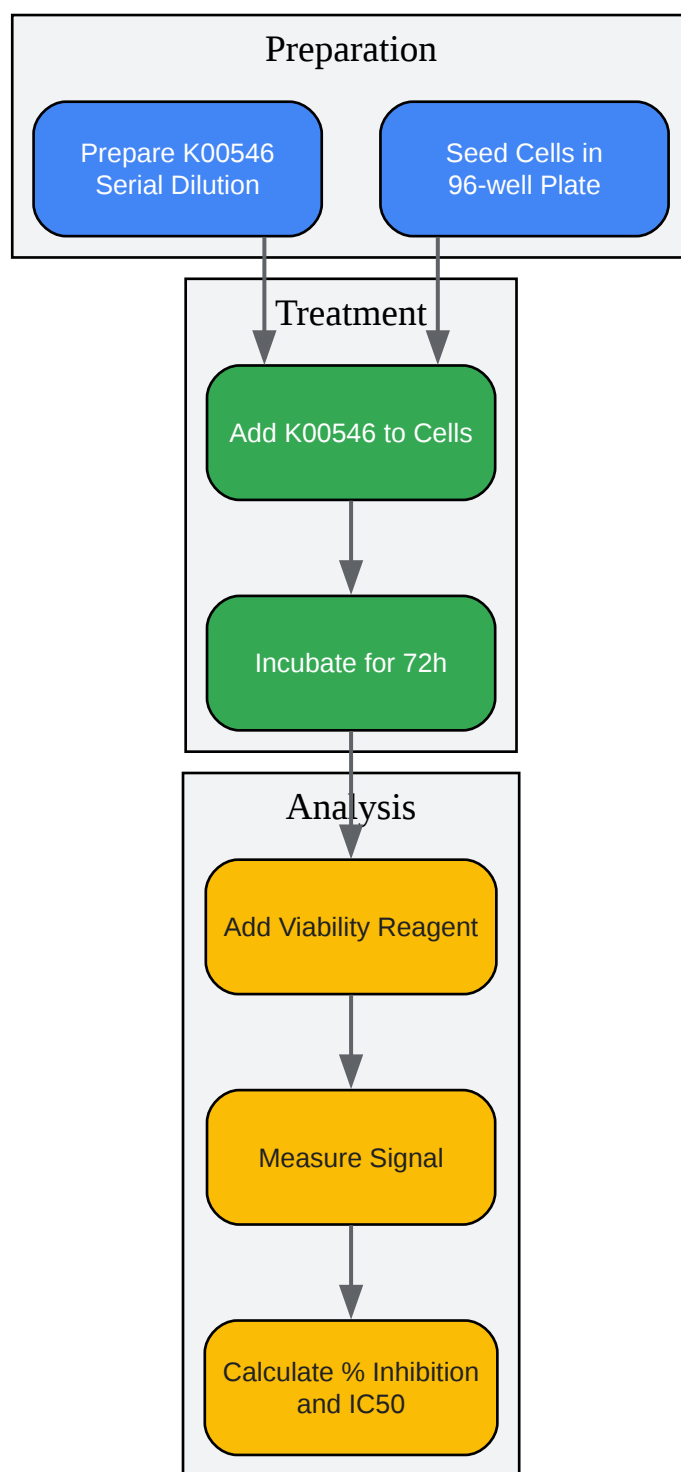 Preparation
Prepare K00546
Serial Dilution
Seed Cells in
96-well Plate
Treatment
Add K00546 to Cells
Incubate for 72h
Analysis
Add Viability Reagent
Measure Signal
Calculate % Inhibition
and IC50